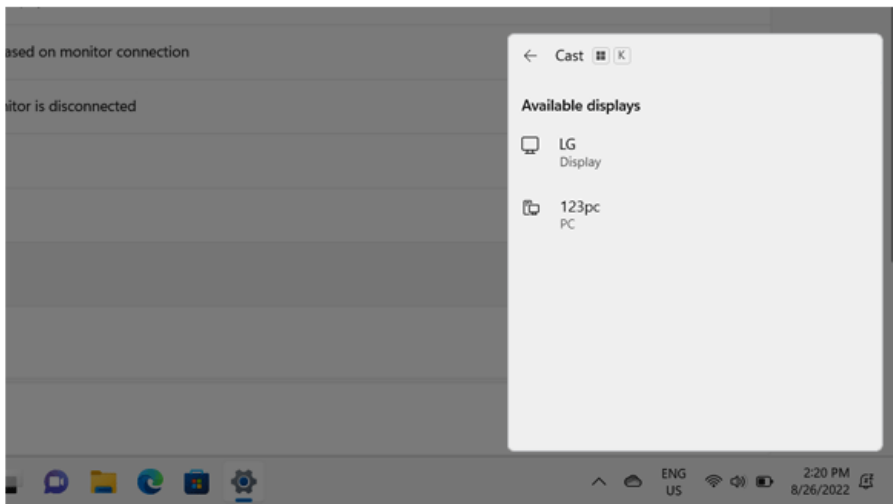 ased on monitor connection
nitor is disconnected
Cast K
Available displays
LG
Display
123pc
PC
ENG
US
2:20 PM
8/26/2022